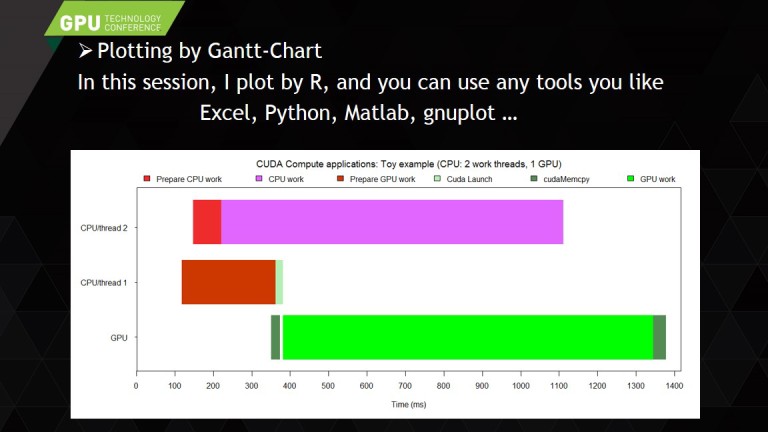 GPU TECHNOLOGY
CONFERENCE
➢ Plotting by Gantt-Chart
In this session, I plot by R, and you can use any tools you like
Excel, Python, Matlab, gnuplot …
CUDA Compute applications: Toy example (CPU: 2 work threads, 1 GPU)
Prepare CPU work CPU work Prepare GPU work Cuda Launch cudaMemcpy GPU work
CPU/thread 2
CPU/thread 1
GPU
0 100 200 300 400 500 600 700 800 900 1000 1100 1200 1300 1400
Time (ms)